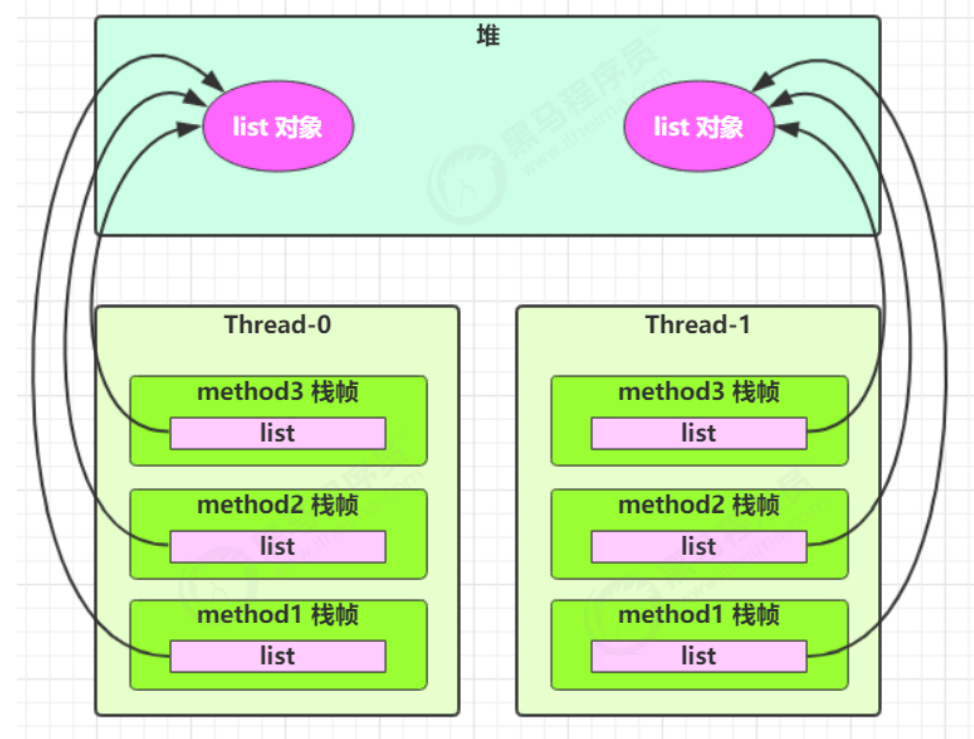 堆
list 对象
list 对象
黑马程序员
www.itheima.com
Thread-0
method3 栈帧
list
method2 栈帧
list
method1 栈帧
list
Thread-1
method3 栈帧
list
method2 栈帧
list
method1 栈帧
list